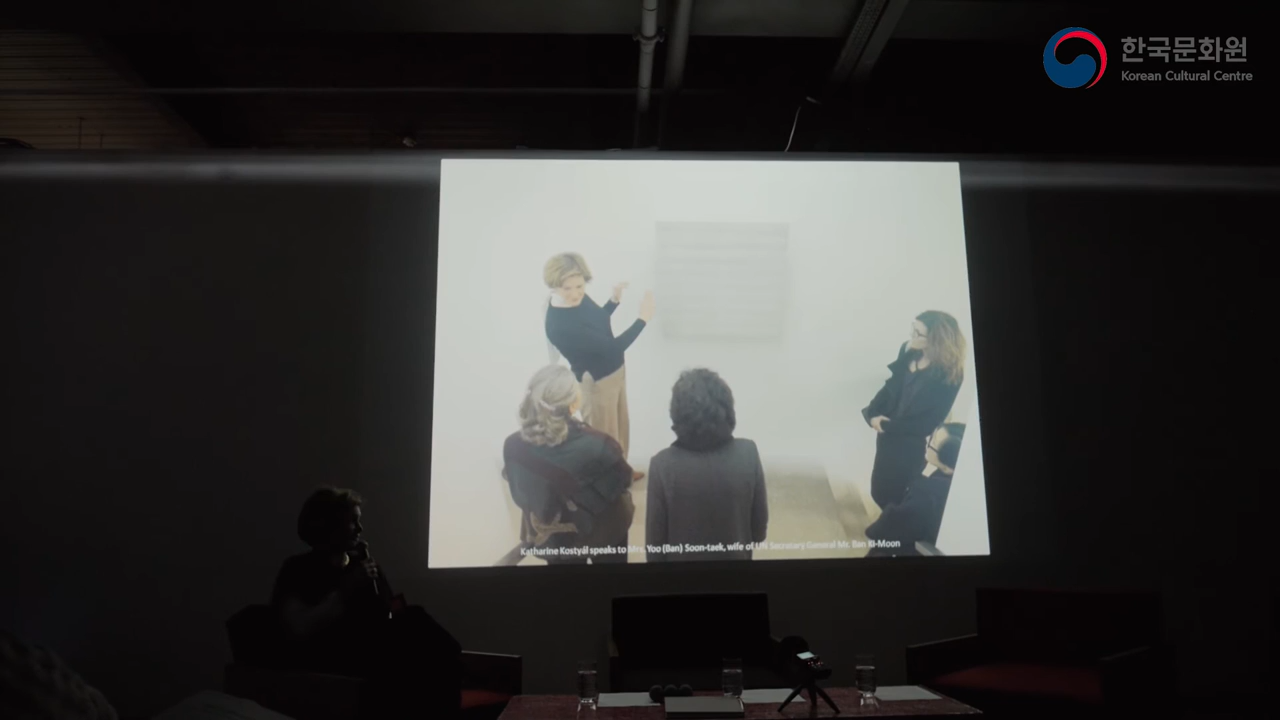 한국문화원
Korean Cultural Centre
Katharine Kostyál speaks to Mrs. Yoo (Ban) Soon-taek, wife of UN Secretary General Mr. Ban Ki-Moon